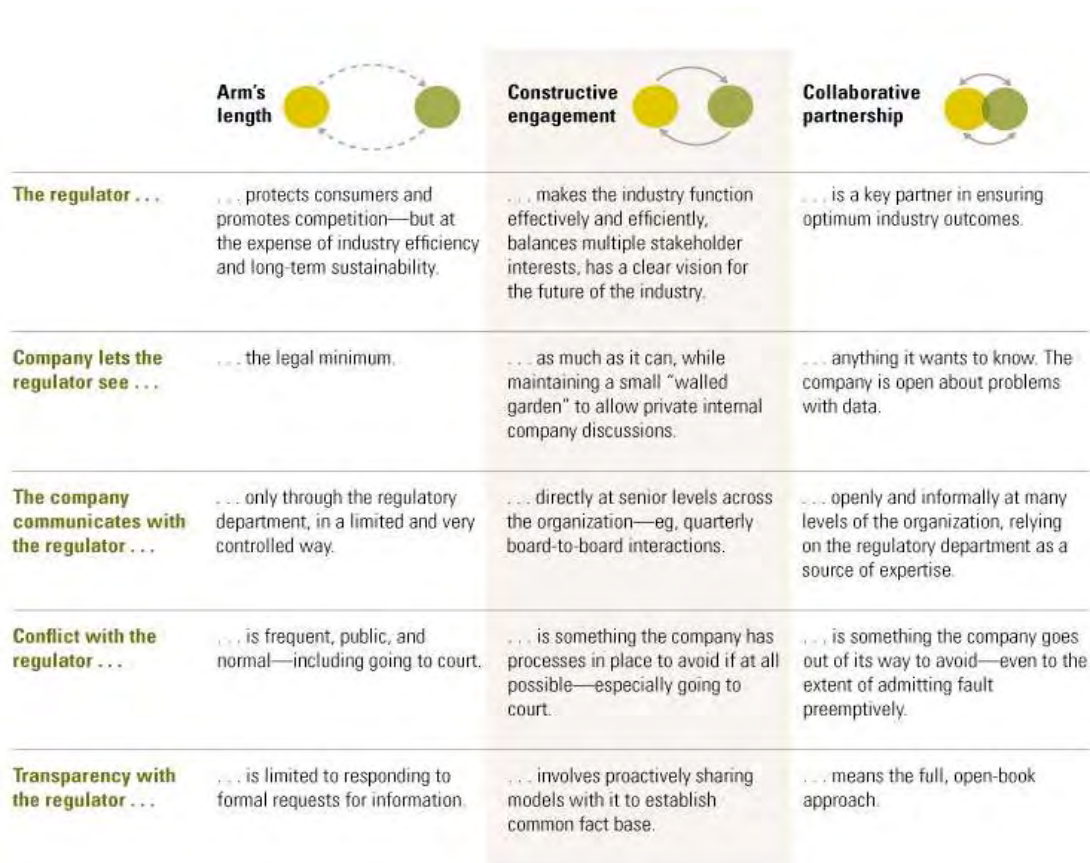 Arm's
length
Constructive
engagement
Collaborative
partnership
The regulator . . .
. . . protects consumers and
promotes competition—but at
the expense of industry efficiency
and long-term sustainability.
. . . makes the industry function
effectively and efficiently,
balances multiple stakeholder
interests, has a clear vision for
the future of the industry.
. . . is a key partner in ensuring
optimum industry outcomes.
Company lets the
regulator see . . .
. . . the legal minimum.
. . . as much as it can, while
maintaining a small “walled
garden” to allow private internal
company discussions.
. . . anything it wants to know. The
company is open about problems
with data.
The company
communicates with
the regulator . . .
. . . only through the regulatory
department, in a limited and very
controlled way.
. . . directly at senior levels across
the organization—eg, quarterly
board-to-board interactions.
. . . openly and informally at many
levels of the organization, relying
on the regulatory department as a
source of expertise.
Conflict with the
regulator . . .
. . . is frequent, public, and
normal—including going to court.
. . . is something the company has
processes in place to avoid if at all
possible—especially going to
court.
. . . is something the company goes
out of its way to avoid—even to the
extent of admitting fault
preemptively.
Transparency with
the regulator . . .
. . . is limited to responding to
formal requests for information.
. . . involves proactively sharing
models with it to establish
common fact base.
. . . means the full, open-book
approach.